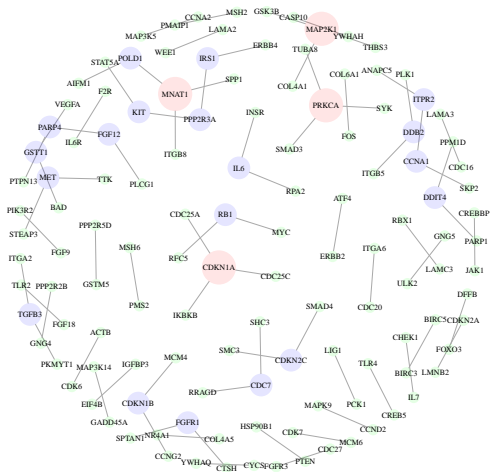 MSH2
GSK3B
CASP10
CCNA2
PMAIP1
MAP2K1
LAMA2
MAP3K5
YWHAH
WEE1
ERBB4
TUBA8
THBS3
POLD1
IRS1
STAT5A
ANAPC5
COL6A1
PLK1
SPP1
AIFM1
COL4A1
MNAT1
ITPR2
F2R
VEGFA
PRKCA
SYK
KIT
INSR
LAMA3
PPP2R3A
PARP4
FGF12
DDB2
FOS
IL6R
PPM1D
GSTT1
SMAD3
ITGB8
CCNA1
CDC16
IL6
ITGB5
MET
TTK
PTPN13
PLCG1
SKP2
RPA2
DDIT4
ATF4
BAD
PIK3R2
RB1
CREBBP
CDC25A
STEAP3
PPP2R5D
RBX1
MYC
GNG5
PARP1
MSH6
ITGA6
FGF9
ERBB2
ITGA2
RFC5
CDKN1A
LAMC3
JAK1
CDC25C
GSTM5
ULK2
TLR2
PPP2R2B
DFFB
PMS2
CDC20
SMAD4
TGFB3
IKBKB
FGF18
SHC3
BIRC5
CDKN2A
ACTB
CHEK1
GNG4
SMC3
LIG1
FOXO3
MCM4
CDKN2C
PKMYT1
IGFBP3
TLR4
MAP3K14
BIRC3
LMNB2
CDK6
CDC7
RRAGD
IL7
EIF4B
CDKN1B
PCK1
MAPK9
CREB5
GADD45A
FGFR1
HSP90B1
CCND2
SPTAN1
NR4A1
COL4A5
CDK7
MCM6
CDC27
CCNG2
YWHAQ
CYCS
FGFR3
PTEN
CTSH